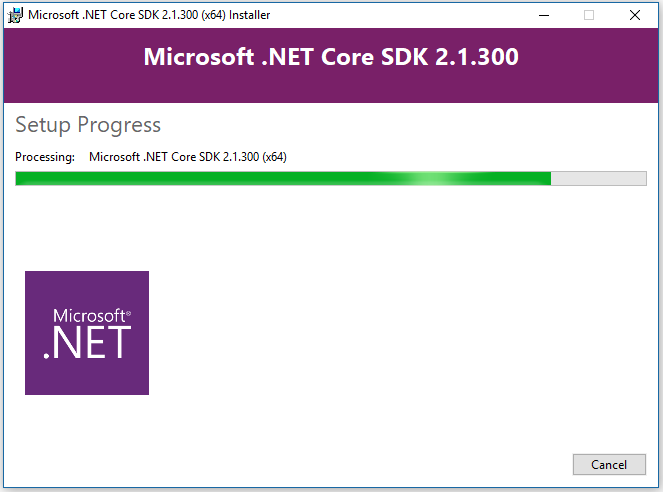 Microsoft .NET Core SDK 2.1.300 (x64) Installer
Microsoft .NET Core SDK 2.1.300
Setup Progress
Processing: Microsoft .NET Core SDK 2.1.300 (x64)
Microsoft®
.NET
Cancel